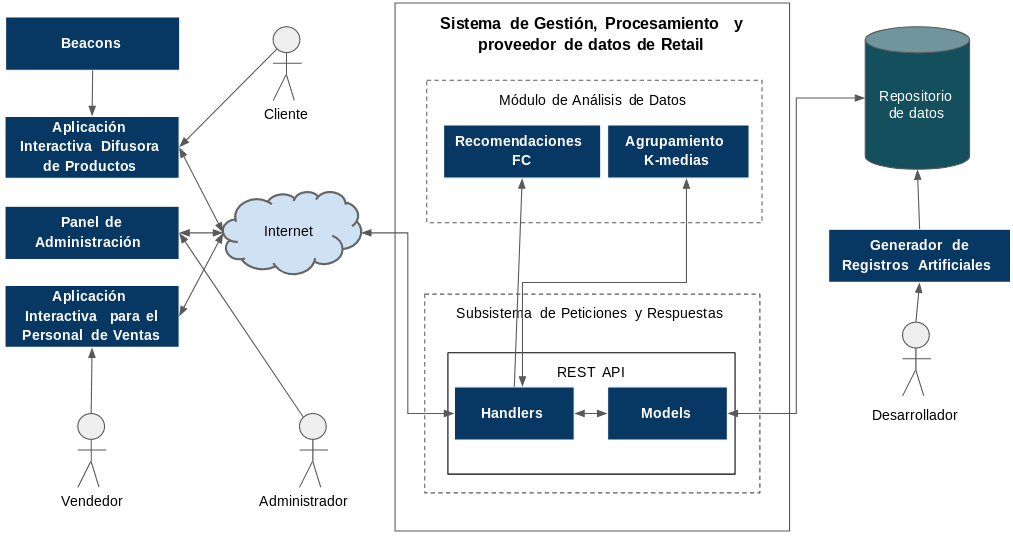 Beacons
Aplicación
Interactiva Difusora
de Productos
Panel de
Administración
Aplicación
Interactiva para el
Personal de Ventas
Vendedor
Cliente
Internet
Administrador
Sistema de Gestión, Procesamiento y
proveedor de datos de Retail
Módulo de Análisis de Datos
Recomendaciones
FC
Agrupamiento
K-medias
Subsistema de Peticiones y Respuestas
REST API
Handlers
Models
Repositorio
de datos
Generador de
Registros Artificiales
Desarrollador